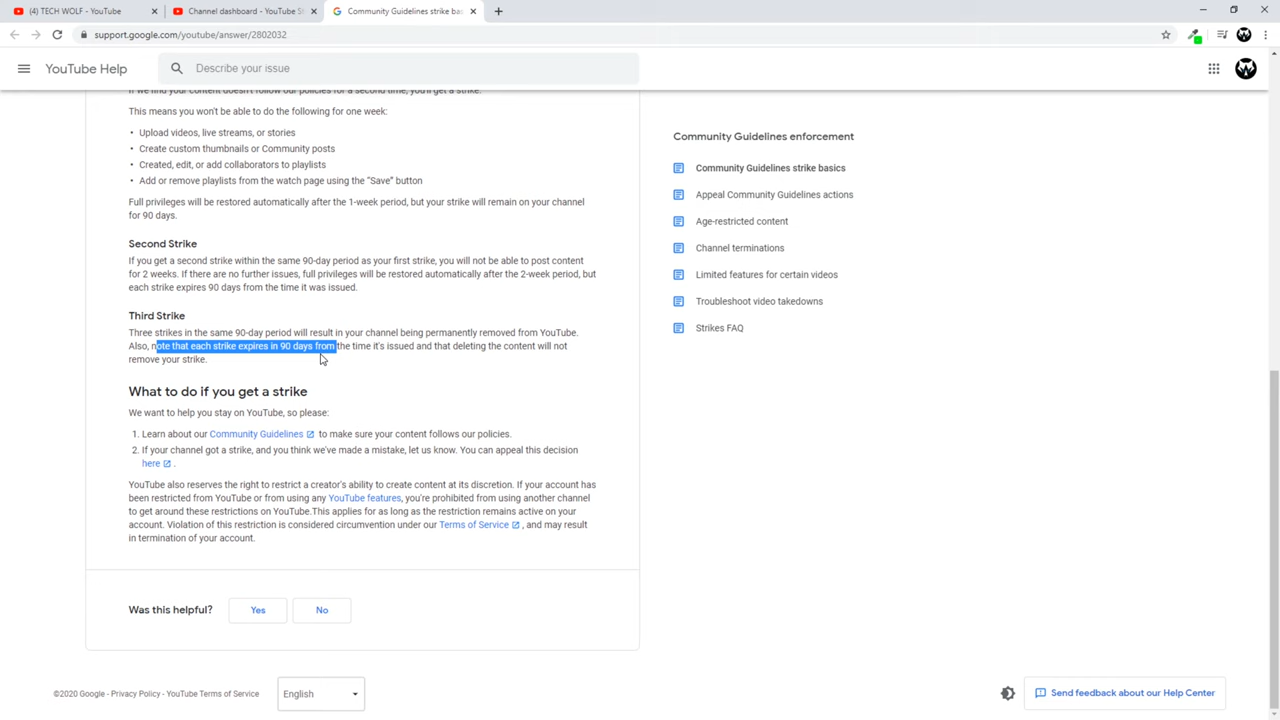 (4) TECH WOLF - YouTube
Channel dashboard - YouTube St
Community Guidelines strike bas
support.google.com/youtube/answer/2802032
YouTube Help
Describe your issue
If we find your content doesn't follow our policies for a second time, you'll get a strike.
This means you won't be able to do the following for one week:
• Upload videos, live streams, or stories
• Create custom thumbnails or Community posts
• Created, edit, or add collaborators to playlists
• Add or remove playlists from the watch page using the "Save" button
Full privileges will be restored automatically after the 1-week period, but your strike will remain on your channel
for 90 days.
Second Strike
If you get a second strike within the same 90-day period as your first strike, you will not be able to post content
for 2 weeks. If there are no further issues, full privileges will be restored automatically after the 2-week period, but
each strike expires 90 days from the time it was issued.
Third Strike
Three strikes in the same 90-day period will result in your channel being permanently removed from YouTube.
Also, note that each strike expires in 90 days from the time it's issued and that deleting the content will not
remove your strike.
What to do if you get a strike
We want to help you stay on YouTube, so please:
1. Learn about our Community Guidelines to make sure your content follows our policies.
2. If your channel got a strike, and you think we've made a mistake, let us know. You can appeal this decision
here .
YouTube also reserves the right to restrict a creator's ability to create content at its discretion. If your account has
been restricted from YouTube or from using any YouTube features, you're prohibited from using another channel
to get around these restrictions on YouTube.This applies for as long as the restriction remains active on your
account. Violation of this restriction is considered circumvention under our Terms of Service , and may result
in termination of your account.
Was this helpful?
Yes
No
Community Guidelines enforcement
Community Guidelines strike basics
Appeal Community Guidelines actions
Age-restricted content
Channel terminations
Limited features for certain videos
Troubleshoot video takedowns
Strikes FAQ
©2020 Google - Privacy Policy - YouTube Terms of Service
English
Send feedback about our Help Center